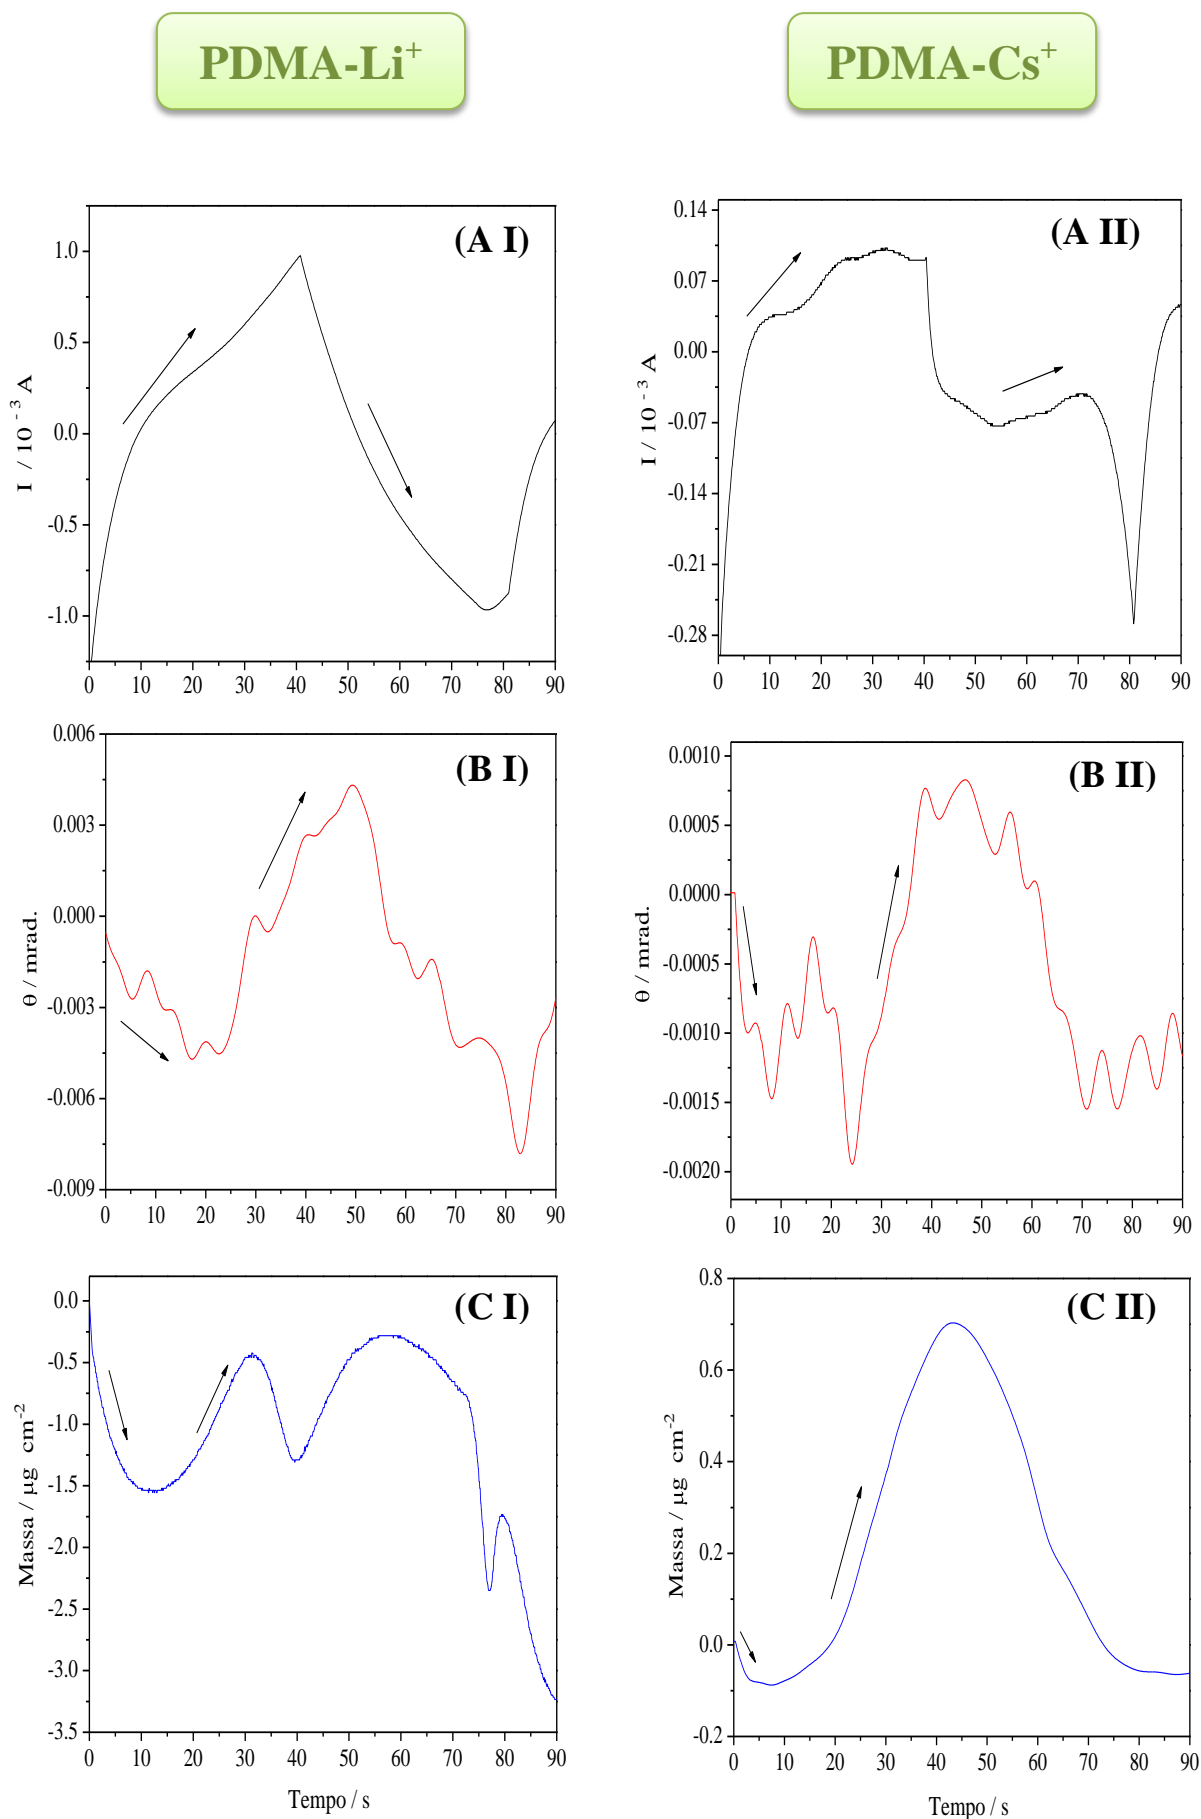 PDMA-Li⁺
PDMA-Cs⁺
(A I)
I / 10⁻³ A
1.0
0.5
0.0
-0.5
-1.0
0 10 20 30 40 50 60 70 80 90
(A II)
I / 10⁻³ A
0.14
0.07
0.00
-0.07
-0.14
-0.21
-0.28
0 10 20 30 40 50 60 70 80 90
(B I)
θ / mrad.
0.006
0.003
0.000
-0.003
-0.006
-0.009
0 10 20 30 40 50 60 70 80 90
(B II)
θ / mrad.
0.0010
0.0005
0.0000
-0.0005
-0.0010
-0.0015
-0.0020
0 10 20 30 40 50 60 70 80 90
(C I)
Massa / µg cm⁻²
0.0
-0.5
-1.0
-1.5
-2.0
-2.5
-3.0
-3.5
0 10 20 30 40 50 60 70 80 90
Tempo / s
(C II)
Massa / µg cm⁻²
0.8
0.6
0.4
0.2
0.0
-0.2
0 10 20 30 40 50 60 70 80 90
Tempo / s